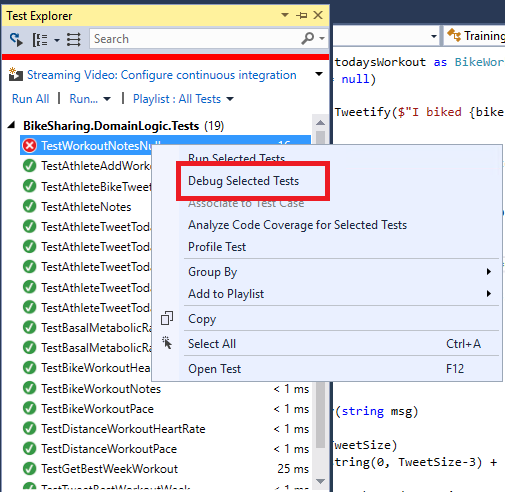 Test Explorer
Search
Training
Streaming Video: Configure continuous integration
Run All | Run... Playlist : All Tests
BikeSharing.DomainLogic.Tests (19)
TestWorkoutNotesNull
TestAthleteAddWorko
TestAthleteBikeTweet
TestAthleteNotes
TestAthleteTweetToda
TestAthleteTweetToda
TestAthleteTweetToda
TestAthleteTweetToda
TestBasalMetabolicRa
TestBasalMetabolicRa
TestBikeWorkoutHear
TestBikeWorkoutNotes < 1 ms
TestBikeWorkoutPace < 1 ms
TestDistanceWorkoutHeartRate < 1 ms
TestDistanceWorkoutPace < 1 ms
TestGetBestWeekWorkout 25 ms
Run Selected Tests
Debug Selected Tests
Associate to Test Case
Analyze Code Coverage for Selected Tests
Profile Test
Group By
Add to Playlist
Copy
Select All Ctrl+A
Open Test F12
todaysWorkout as BikeWor
= null)
Tweetify($"I biked {bike
(string msg)
TweetSize)
string(0, TweetSize-3) +